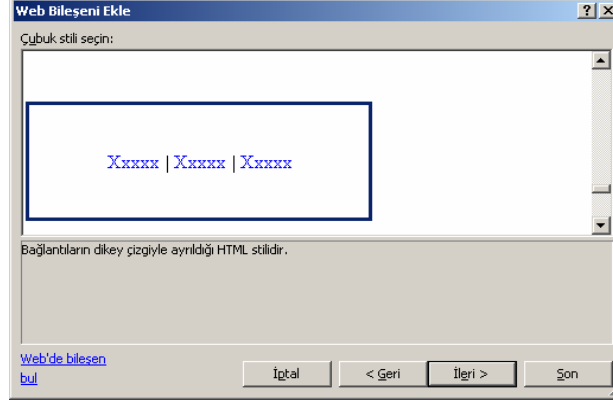 Web Bileşeni Ekle
Çubuk stili seçin:
Xxxxx | Xxxxx | Xxxxx
Bağlantıların dikey çizgiyle ayrıldığı HTML stilidir.
Web'de bileşen
bul
İptal
< Geri
İleri >
Son